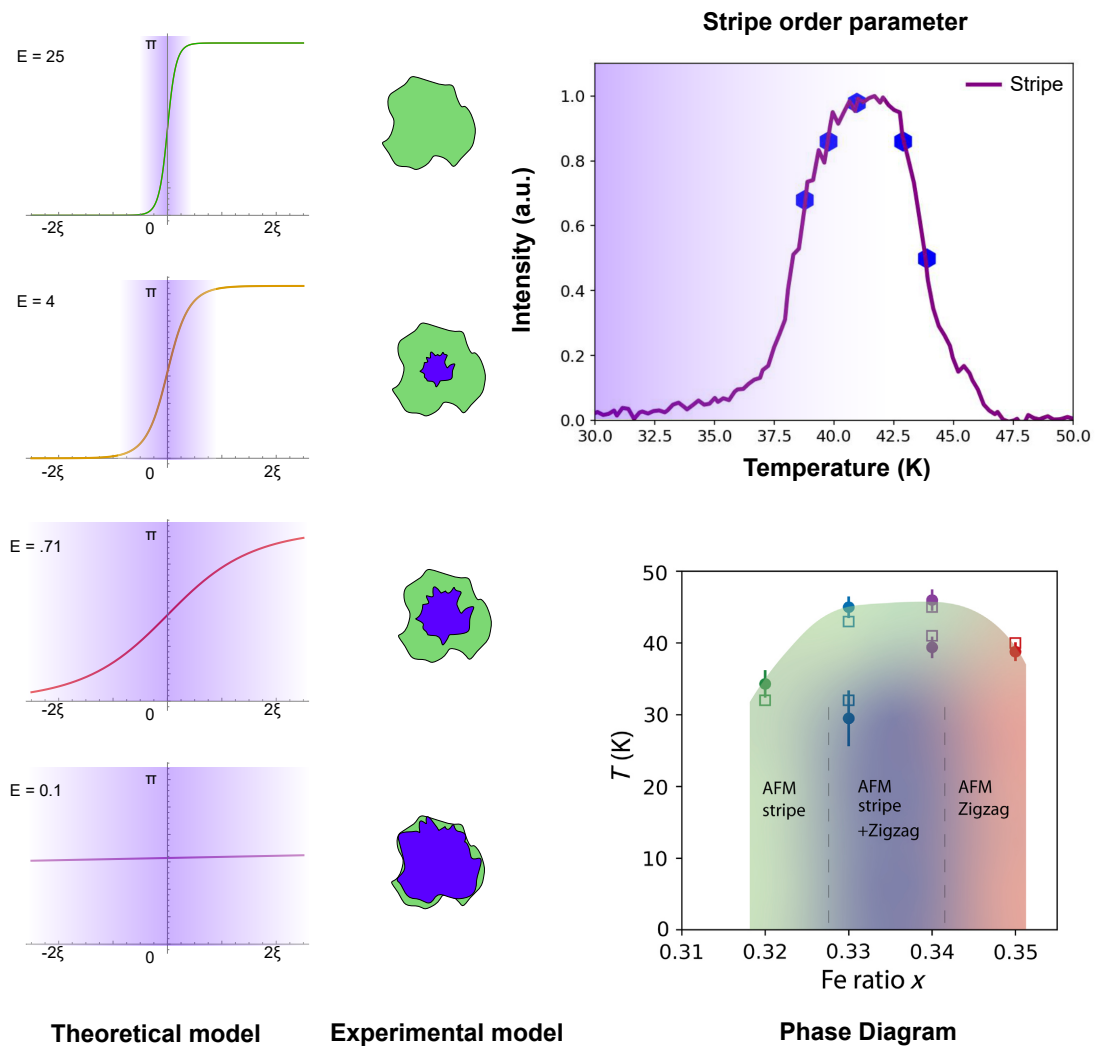 E = 25
π
-2ξ 0 2ξ
E = 4
π
-2ξ 0 2ξ
E = .71
π
-2ξ 0 2ξ
E = 0.1
π
-2ξ 0 2ξ
Theoretical model
Experimental model
Stripe order parameter
Stripe
Intensity (a.u.)
1.0
0.8
0.6
0.4
0.2
0.0
30.0 32.5 35.0 37.5 40.0 42.5 45.0 47.5 50.0
Temperature (K)
T (K)
50
40
30
20
10
0
AFM
stripe
AFM
stripe
+Zigzag
AFM
Zigzag
0.31 0.32 0.33 0.34 0.35
Fe ratio x
Phase Diagram